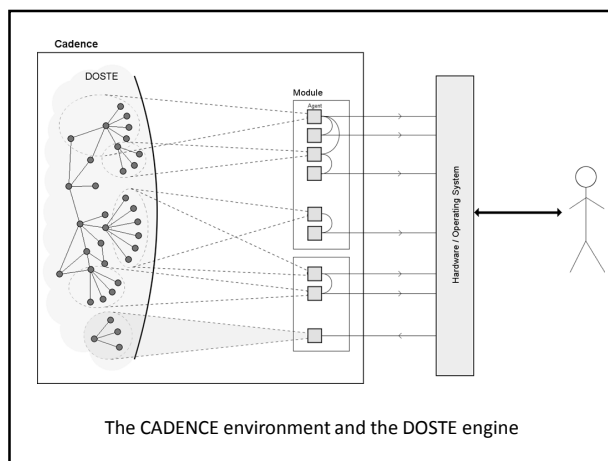 Cadence
DOSTE
Module
Agent
Hardware / Operating System
The CADENCE environment and the DOSTE engine